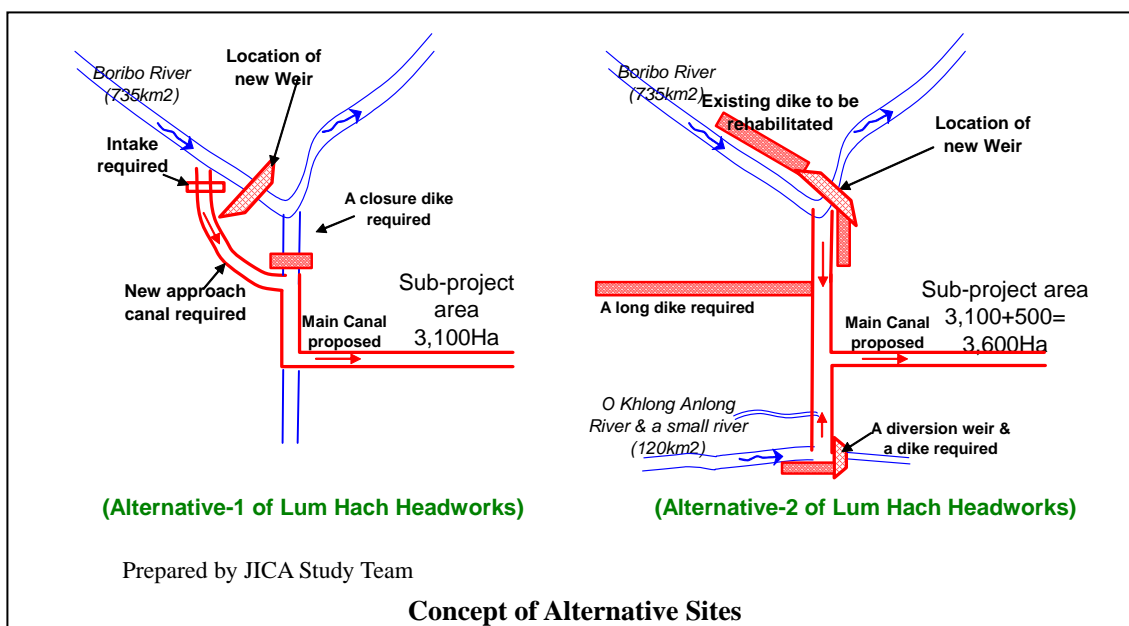 Boribo River
(735km2)
Location of
new Weir
Intake
required
A closure dike
required
New approach
canal required
Main Canal
proposed
Sub-project
area
3,100Ha
(Alternative-1 of Lum Hach Headworks)
Boribo River
(735km2)
Existing dike to be
rehabilitated
Location of
new Weir
A long dike required
Main Canal
proposed
Sub-project area
3,100+500=
3,600Ha
O Khlong Anlong
River & a small river
(120km2)
A diversion weir &
a dike required
(Alternative-2 of Lum Hach Headworks)
Prepared by JICA Study Team
Concept of Alternative Sites